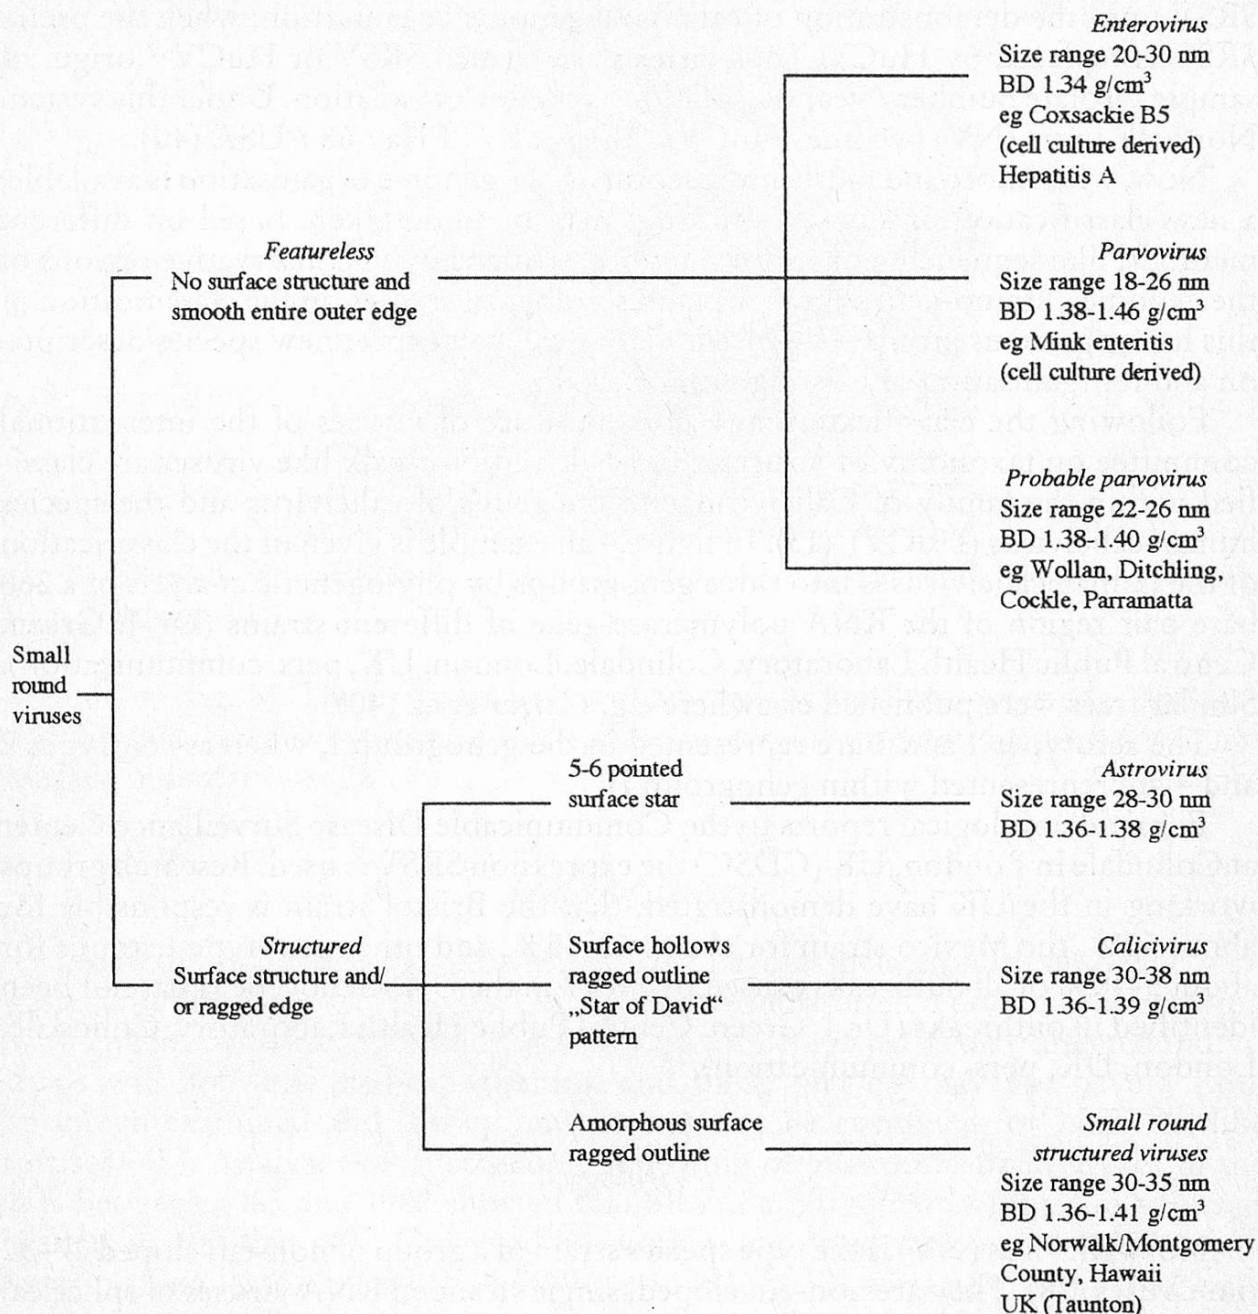 Enterovirus
Size range 20-30 nm
BD 1.34 g/cm³
eg Coxsackie B5
(cell culture derived)
Hepatitis A
Featureless
No surface structure and
smooth entire outer edge
Parvovirus
Size range 18-26 nm
BD 1.38-1.46 g/cm³
eg Mink enteritis
(cell culture derived)
Probable parvovirus
Size range 22-26 nm
BD 1.38-1.40 g/cm³
eg Wollan, Ditchling,
Cockle, Parramatta
Small
round
viruses
5-6 pointed
surface star
Astrovirus
Size range 28-30 nm
BD 1.36-1.38 g/cm³
Structured
Surface structure and/
or ragged edge
Surface hollows
ragged outline
„Star of David“
pattern
Calicivirus
Size range 30-38 nm
BD 1.36-1.39 g/cm³
Amorphous surface
ragged outline
Small round
structured viruses
Size range 30-35 nm
BD 1.36-1.41 g/cm³
eg Norwalk/Montgomery
County, Hawaii
UK (Taunton)